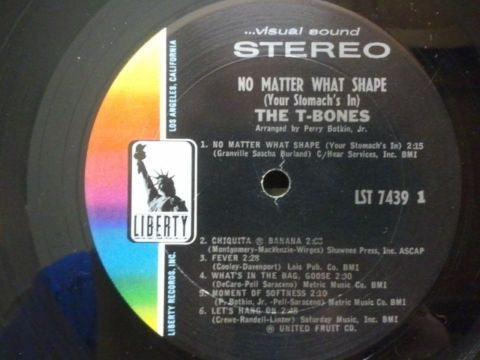 ...visual sound
STEREO
NO MATTER WHAT SHAPE
(Your Stomach's In)
THE T-BONES
Arranged by Perry Botkin, Jr.
1. NO MATTER WHAT SHAPE (Your Stomach's In) 2:15
(Granville Sascha Burland) C/Hear Services, Inc. BMI
LST 7439 1
LIBERTY
2. CHIQUITA ® BANANA
(Montgomery-MacKenzie-Wirges) Shawnee Press, Inc. ASCAP
3. FEVER 2:28
(Cooley-Davenport) Lois Pub. Co. BMI
4. WHAT'S IN THE BAG, GOOSE 2:30
(DeCaro-Pell Saraceno) Metric Music Co. BMI
5. MOMENT OF SOFTNESS 2:10
(P. Botkin, Jr. -Pell-Saraceno) Metric Music Co. BMI
6. LET'S HANG ON 2:48
(Crewe-Randell-Linzer) Saturday Music, Inc. BMI
® UNITED FRUIT CO.
LIBERTY RECORDS, INC.
LOS ANGELES, CALIFORNIA